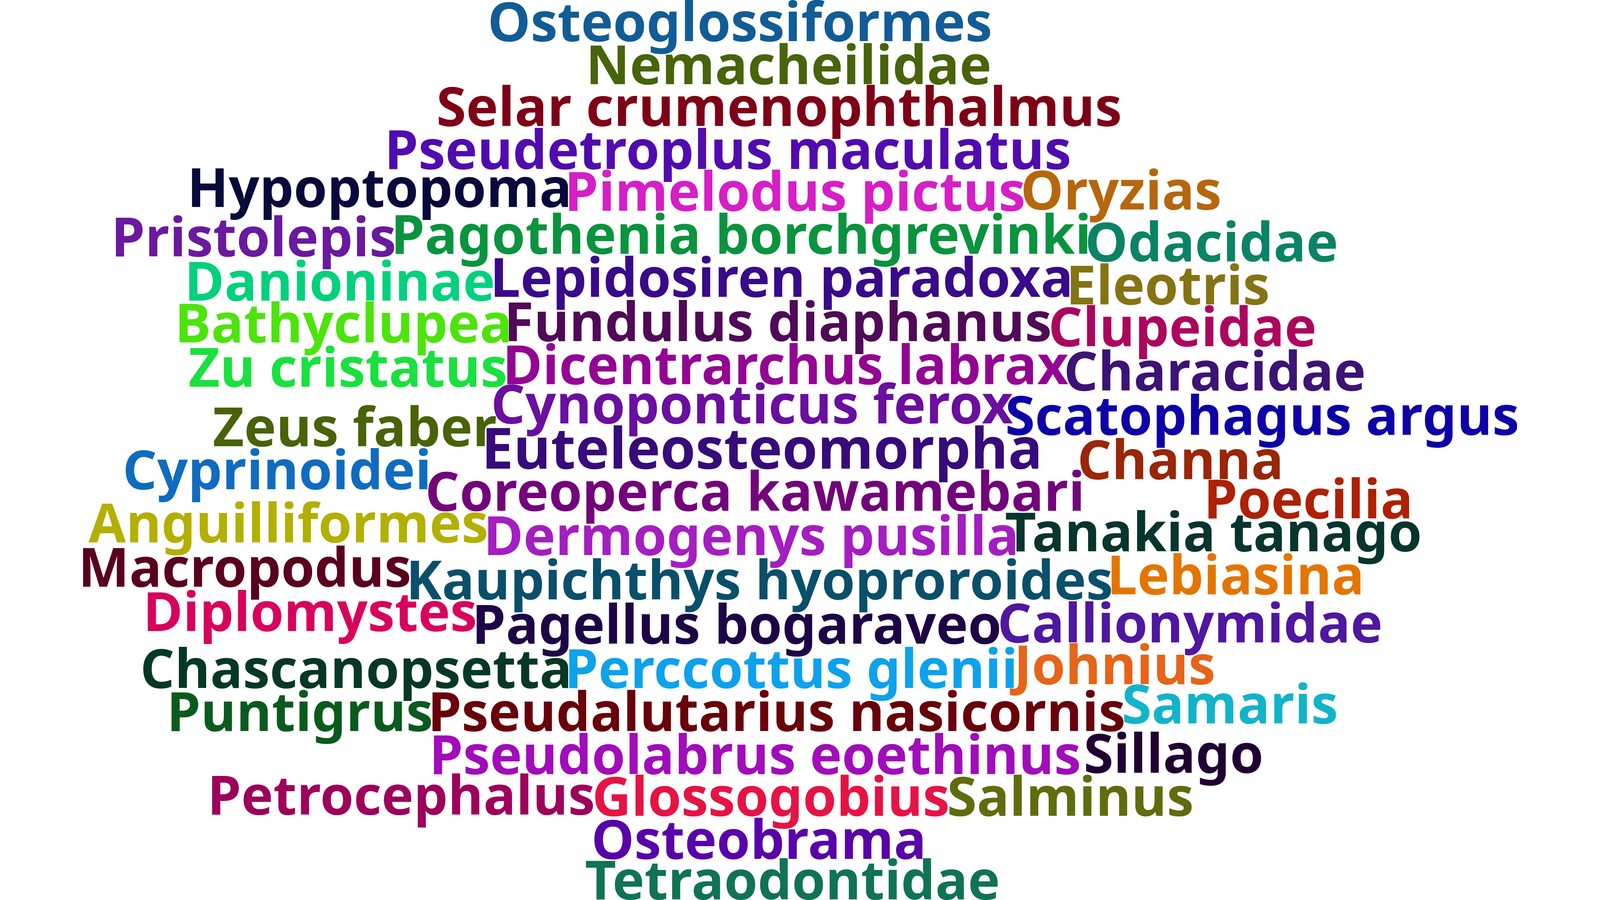 Osteoglossiformes
Nemacheilidae
Selar crumenophthalmus
Pseudetroplus maculatus
Hypoptopoma Pimelodus pictus Oryzias
Pristolepis Pagothenia borchgrevinki Odacidae
Danioninae Lepidosiren paradoxa Eleotris
Bathyclupea Fundulus diaphanus Clupeidae
Zu cristatus Dicentrarchus labrax Characidae
Zeus faber Cynoponticus ferox Scatophagus argus
Euteleosteomorpha Channa
Cyprinoidei Coreoperca kawamebari Poecilia
Anguilliformes Dermogenys pusilla Tanakia tanago
Macropodus Kaupichthys hyoproroides Lebiasina
Diplomystes Pagellus bogaraveo Callionymidae
Chascanopsetta Perccottus glenii Johnius
Puntigrus Pseudalutarius nasicornis Samaris
Pseudolabrus eoethinus Sillago
Petrocephalus Glossogobius Salminus
Osteobrama
Tetraodontidae